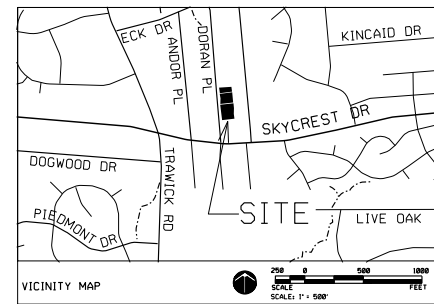 ECK DR
ANDOR PL
DORAN PL
KINCAID DR
SKYCREST DR
DOGWOOD DR
TRAWICK RD
PIEDMONT DR
SITE
LIVE OAK
VICINITY MAP
250 0 500 1000
SCALE FEET
SCALE: 1" = 500'